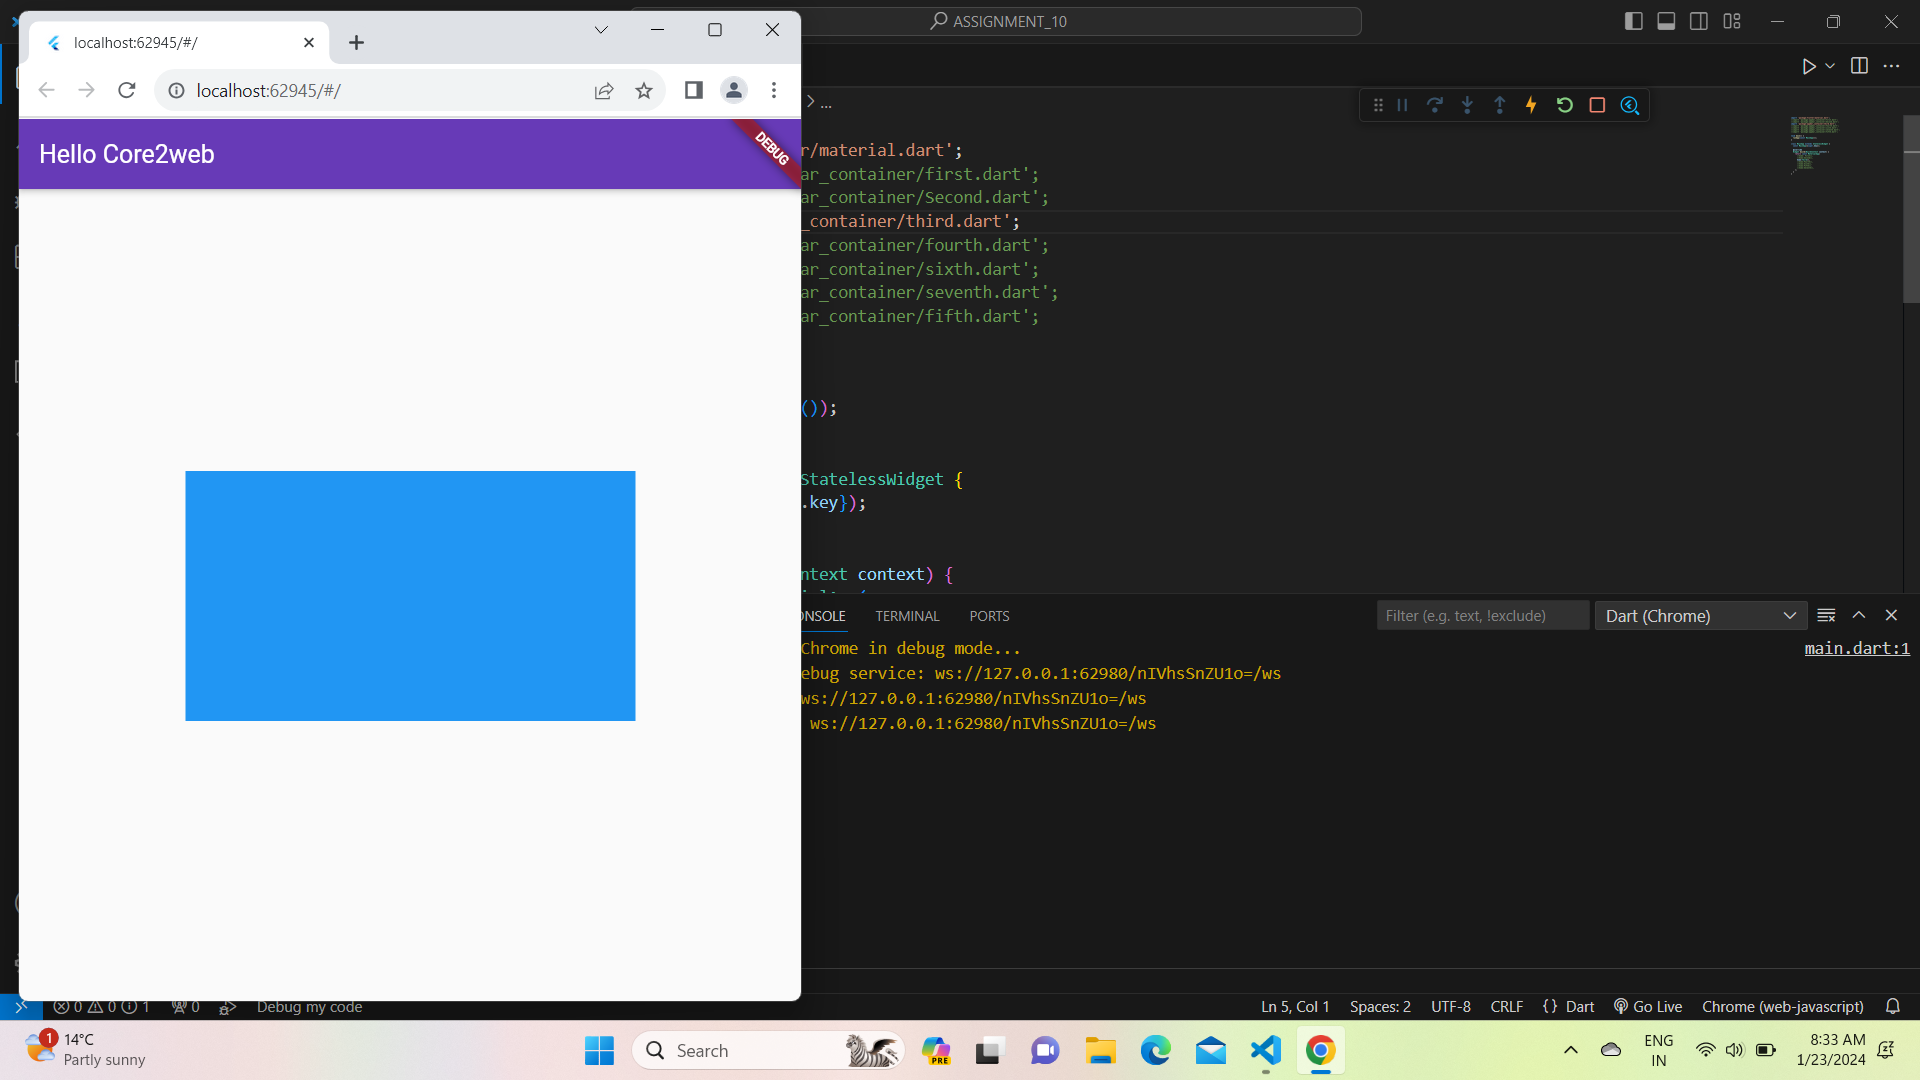 localhost:62945/#/
ASSIGNMENT_10
localhost:62945/#/
Hello Core2web
DEBUG
...
r/material.dart';
ar_container/first.dart';
ar_container/Second.dart';
_container/third.dart';
ar_container/fourth.dart';
ar_container/sixth.dart';
ar_container/seventh.dart';
ar_container/fifth.dart';
());
StatelessWidget {
.key});
ntext context) {
ONSOLE TERMINAL PORTS
Filter (e.g. text, !exclude)
Dart (Chrome)
Chrome in debug mode...
main.dart:1
ebug service: ws://127.0.0.1:62980/nIVhsSnZU1o=/ws
ws://127.0.0.1:62980/nIVhsSnZU1o=/ws
ws://127.0.0.1:62980/nIVhsSnZU1o=/ws
0 0 1 0 Debug my code
Ln 5, Col 1 Spaces: 2 UTF-8 CRLF {} Dart Go Live Chrome (web-javascript)
1
14°C
Partly sunny
Search
PRE
ENG
IN
8:33 AM
1/23/2024